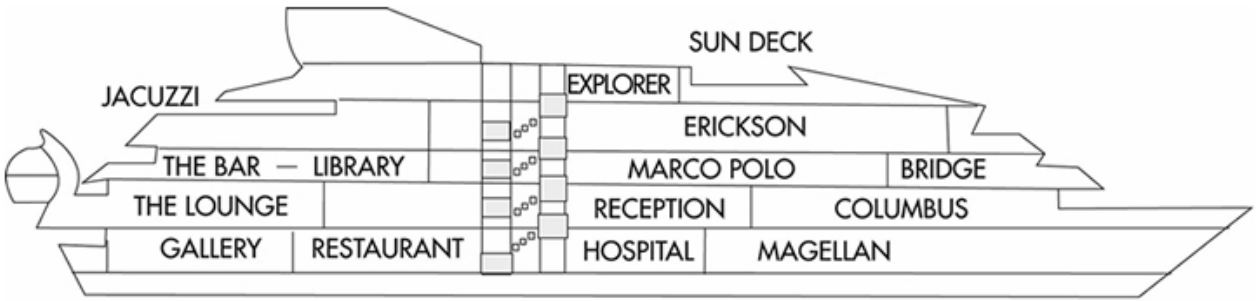 SUN DECK
EXPLORER
JACUZZI
ERICKSON
THE BAR — LIBRARY
MARCO POLO
BRIDGE
THE LOUNGE
RECEPTION
COLUMBUS
GALLERY
RESTAURANT
HOSPITAL
MAGELLAN